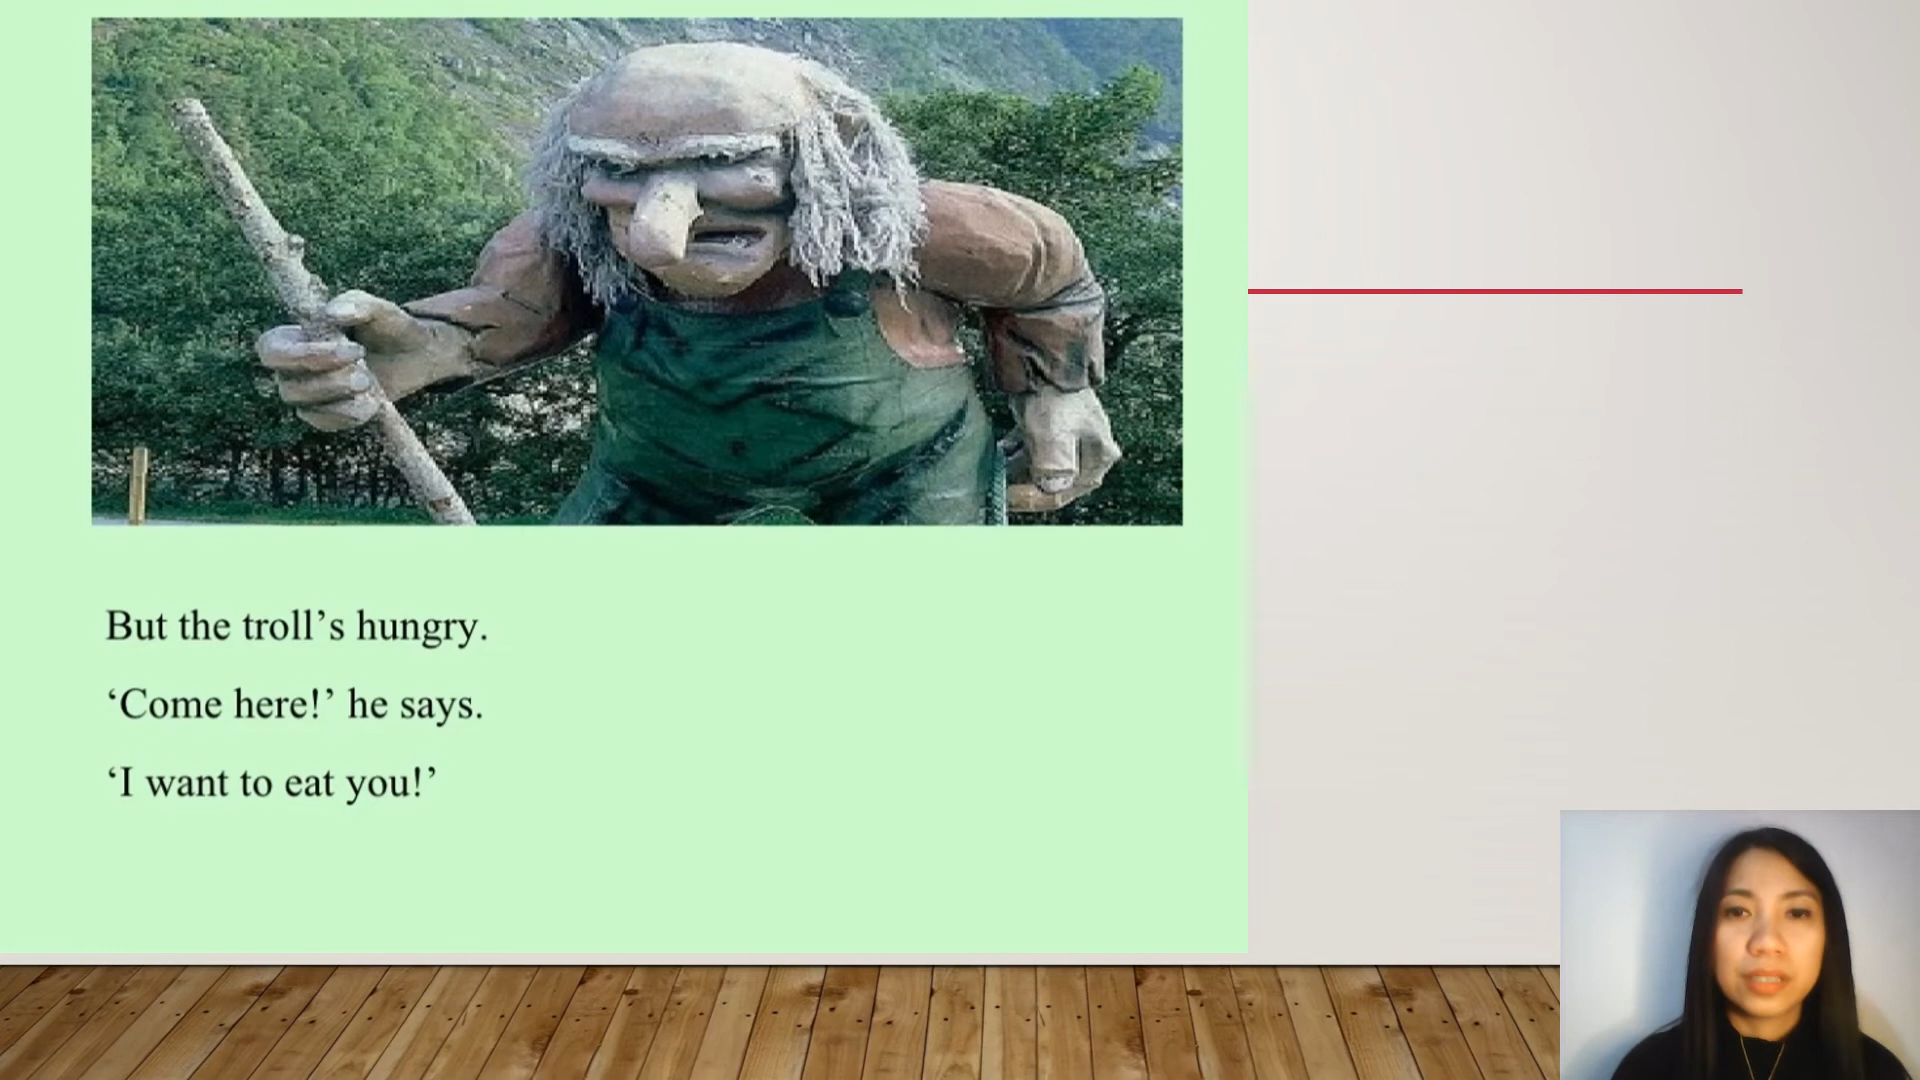 But the troll’s hungry.
‘Come here!’ he says.
‘I want to eat you!’